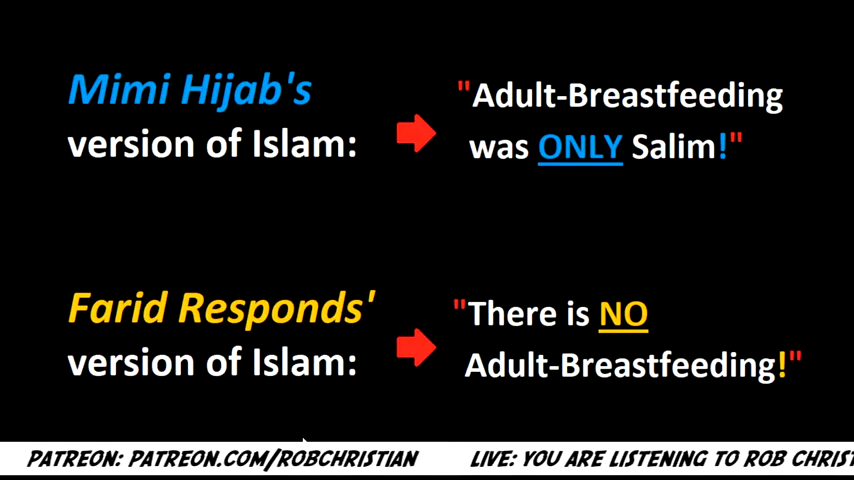 Mimi Hijab's
version of Islam:
"Adult-Breastfeeding
was ONLY Salim!"
Farid Responds'
version of Islam:
"There is NO
Adult-Breastfeeding!"
PATREON: PATREON.COM/ROBCHRISTIAN LIVE: YOU ARE LISTENING TO ROB CHRIST